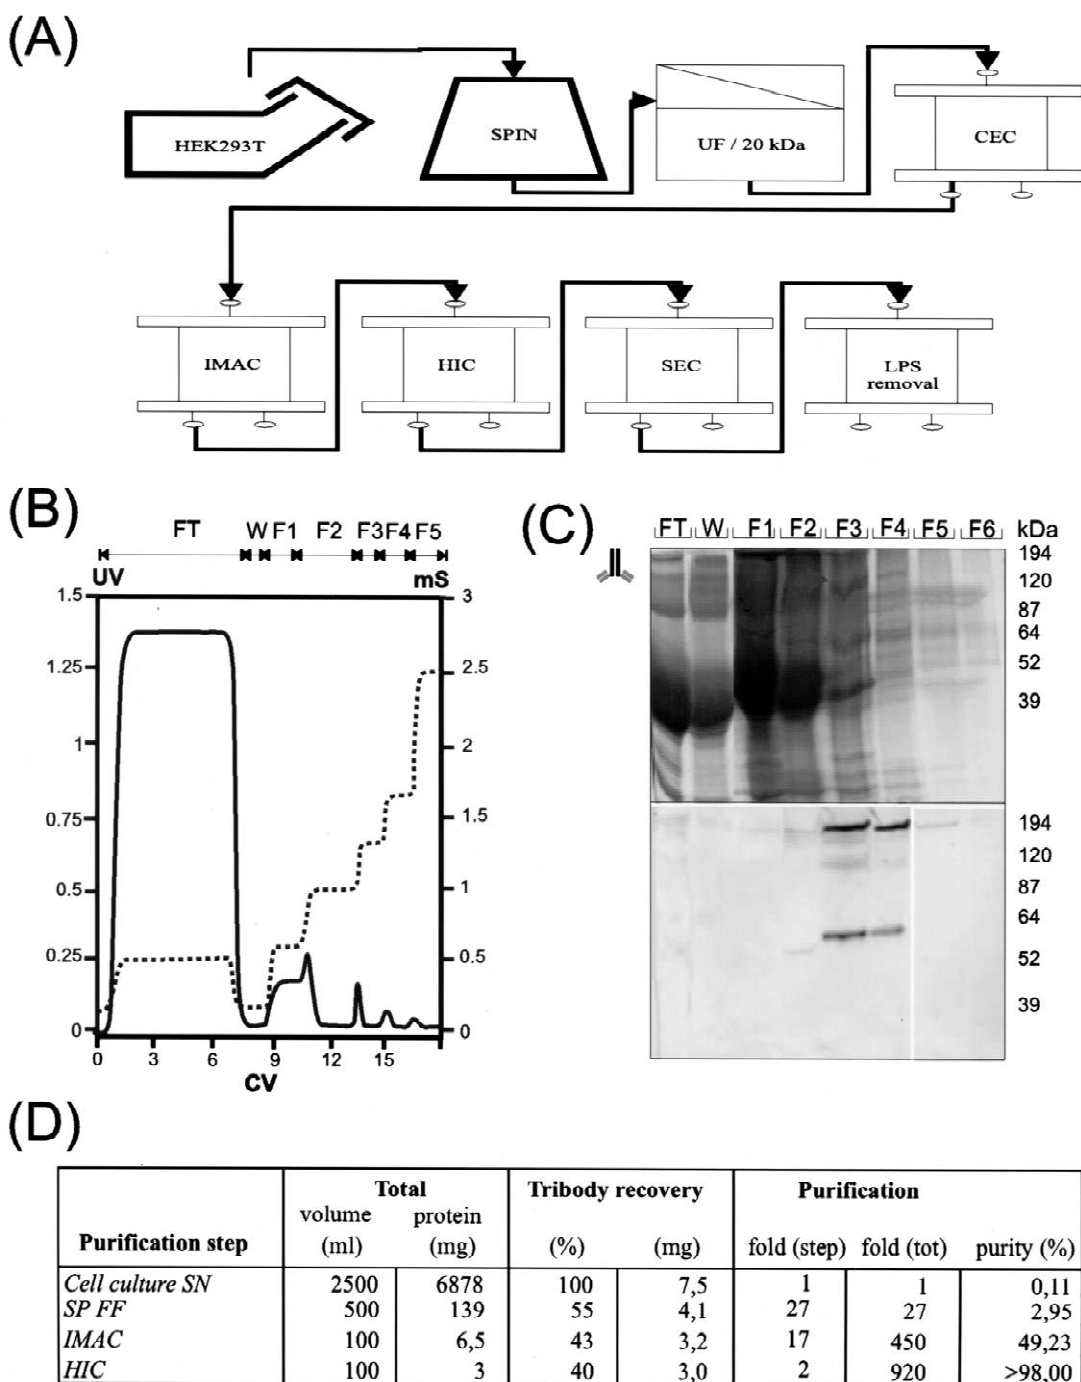 (A)
HEK293T
SPIN
UF / 20 kDa
CEC
IMAC
HIC
SEC
LPS
removal
(B)
FT W F1 F2 F3 F4 F5
UV mS
1.5
1.25
1
0.75
0.5
0.25
0
3
2.5
2
1.5
1
0.5
0
0 3 6 9 12 15
CV
(C)
FT W F1 F2 F3 F4 F5 F6 kDa
194
120
87
64
52
39
194
120
87
64
52
39
(D)
Total Tribody recovery Purification
volume protein
Purification step (ml) (mg) (%) (mg) fold (step) fold (tot) purity (%)
Cell culture SN 2500 6878 100 7,5 1 1 0,11
SP FF 500 139 55 4,1 27 27 2,95
IMAC 100 6,5 43 3,2 17 450 49,23
HIC 100 3 40 3,0 2 920 >98,00